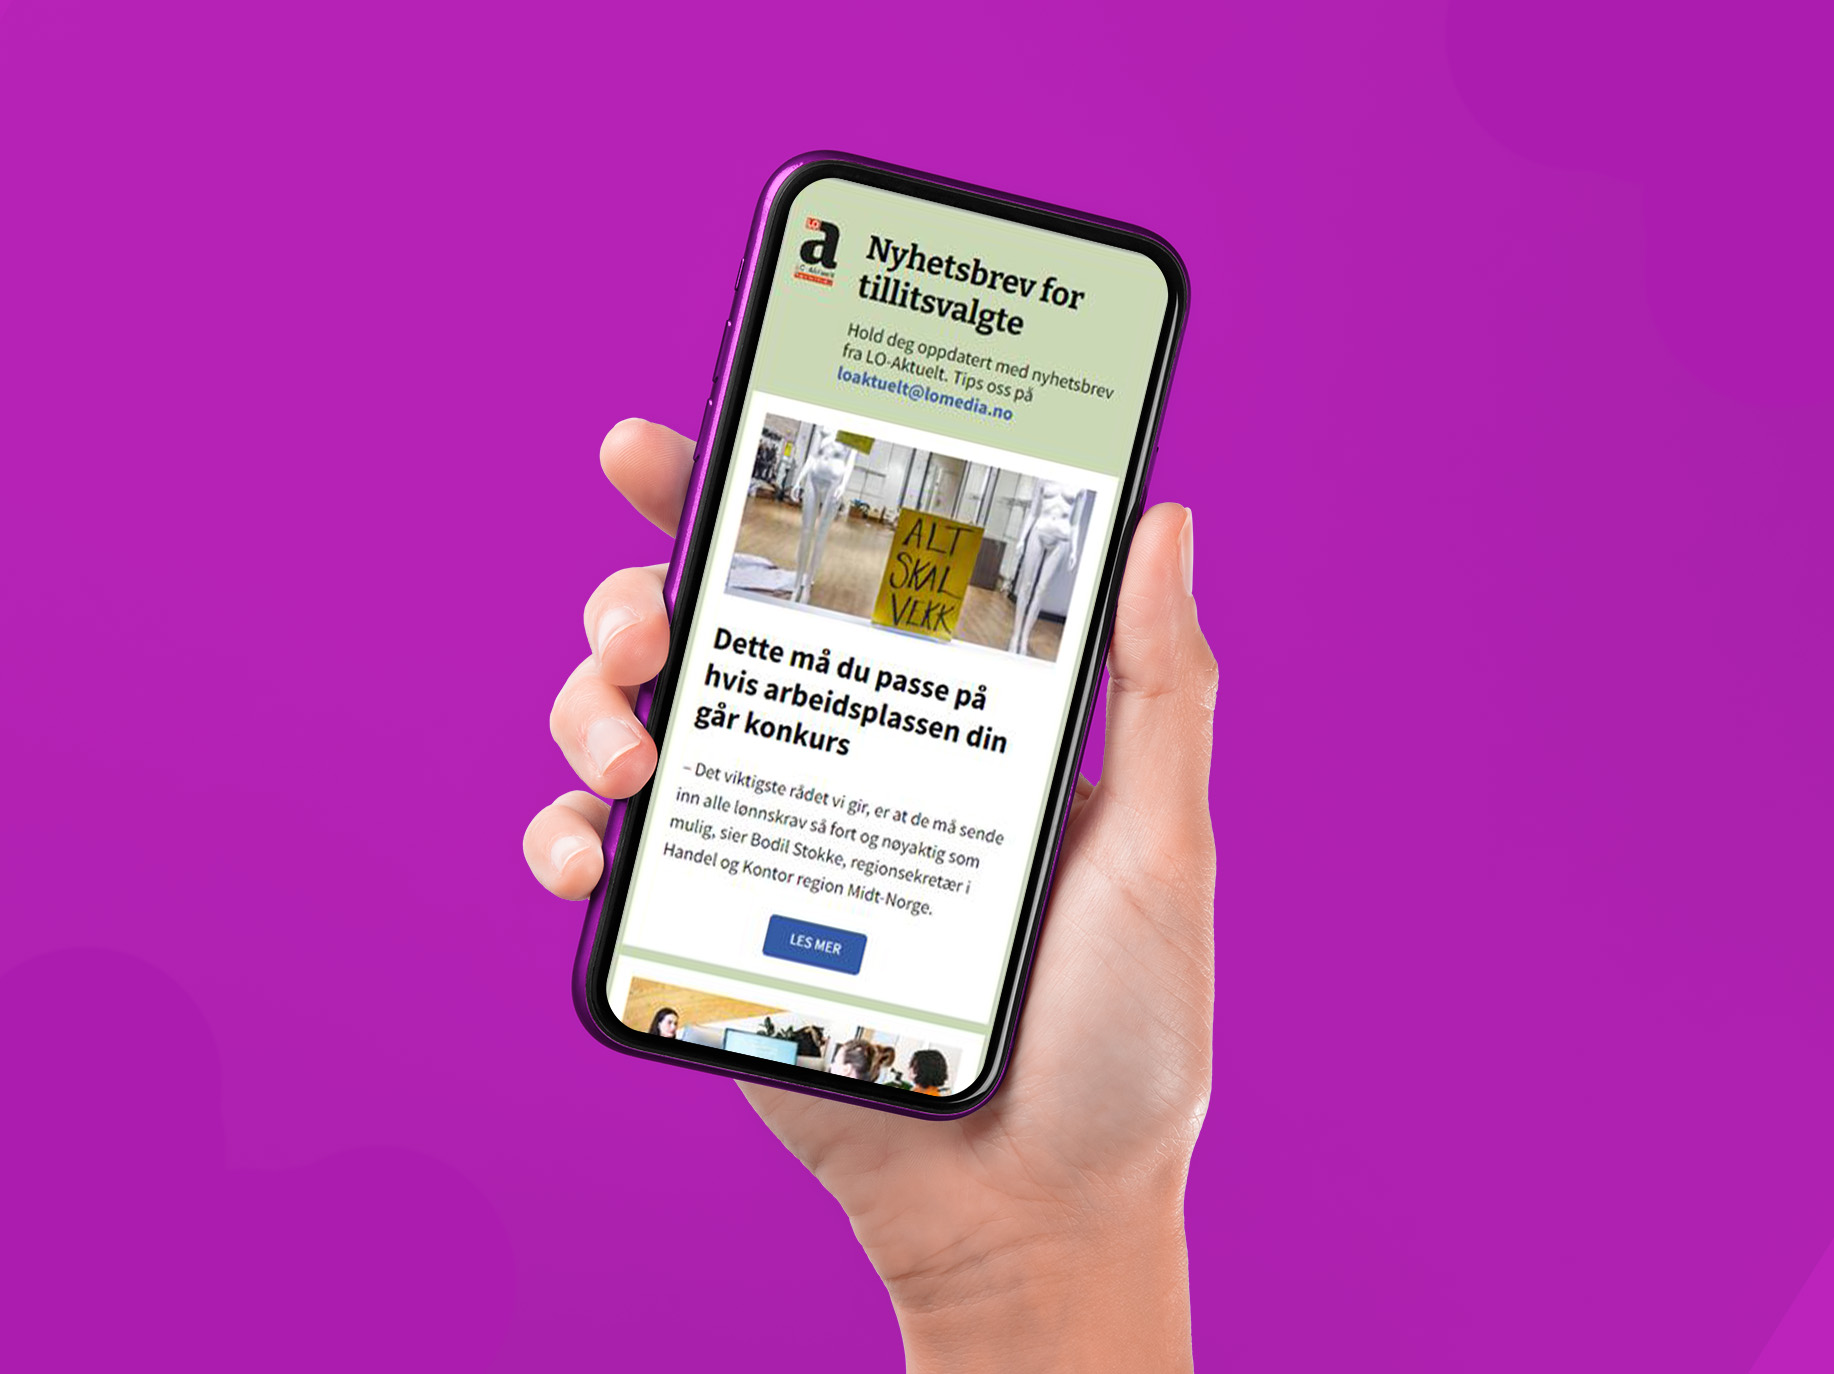 LO
a
LO-Aktuelt
Nyhetsbrev for
tillitsvalgte
Hold deg oppdatert med nyhetsbrev
fra LO-Aktuelt. Tips oss på
loaktuelt@lomedia.no
ALT
SKAL
VEKK
Dette må du passe på
hvis arbeidsplassen din
går konkurs
– Det viktigste rådet vi gir, er at de må sende
inn alle lønnskrav så fort og nøyaktig som
mulig, sier Bodil Stokke, regionsekretær i
Handel og Kontor region Midt-Norge.
LES MER